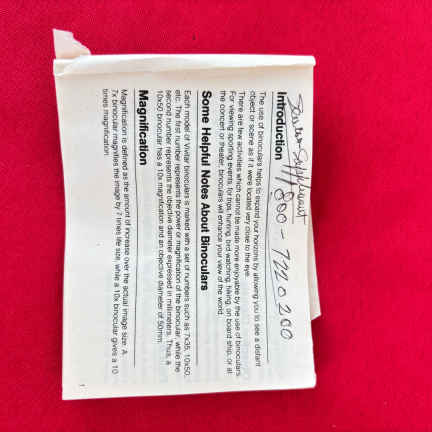 800-7220200
Introduction
The use of binoculars helps to expand your horizons by allowing you to see a distant
object or scene as if it were located very close to the eye.
There are few activities which cannot be made more enjoyable by the use of binoculars.
For viewing sporting events, for trips, hunting, bird watching, hiking, on board ship, or at
the concert or theater, binoculars will enhance your view of the world.
Some Helpful Notes About Binoculars
Each model of Vivitar binoculars is marked with a set of numbers such as 7x35, 10x50,
etc. The first number represents the power or magnification of the binocular, while the
second number represents the objective diameter expressed in millimeters. Thus, a
10x50 binocular has a 10x magnification and an objective diameter of 50mm.
Magnification
Magnification is defined as the amount of increase over the actual image size. A
7x binocular magnifies the image by 7 times life size, while a 10x binocular gives a 10
times magnification.
1